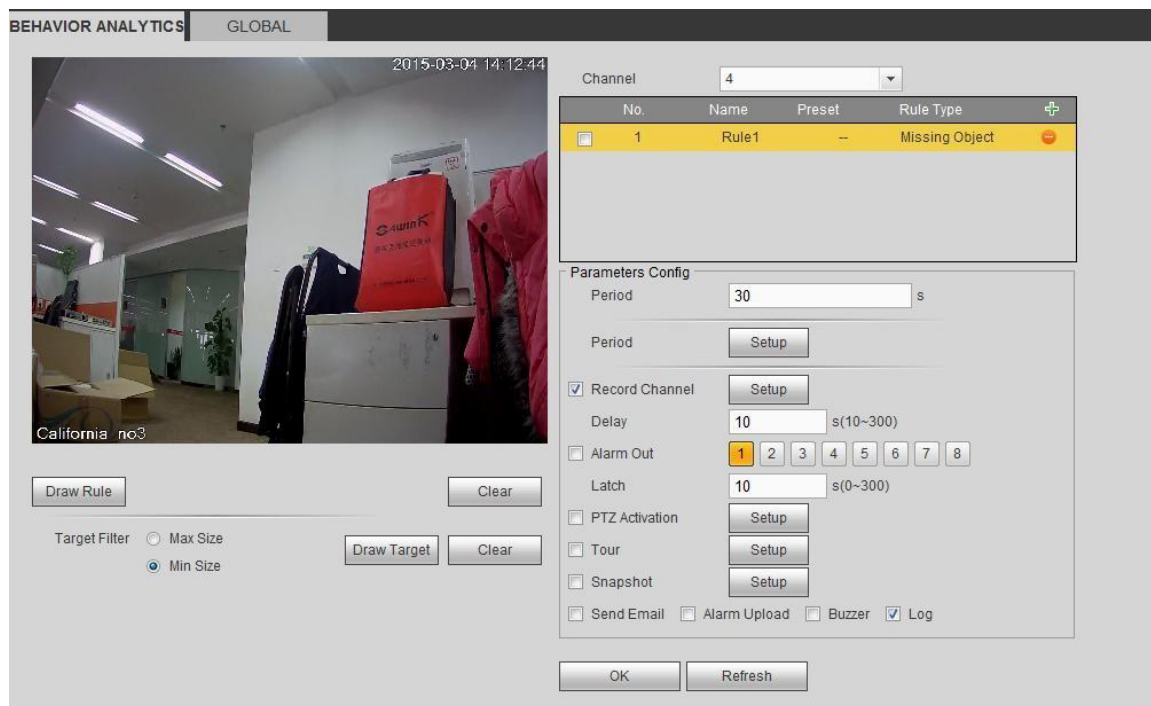 BEHAVIOR ANALYTICS GLOBAL
2015-03-04 14:12:44
California no3
Draw Rule Clear
Target Filter Max Size
Min Size
Draw Target Clear
Channel 4
No. Name Preset Rule Type
1 Rule1 -- Missing Object
Parameters Config
Period 30 s
Period Setup
Record Channel Setup
Delay 10 s(10~300)
Alarm Out 1 2 3 4 5 6 7 8
Latch 10 s(0~300)
PTZ Activation Setup
Tour Setup
Snapshot Setup
Send Email Alarm Upload Buzzer Log
OK Refresh